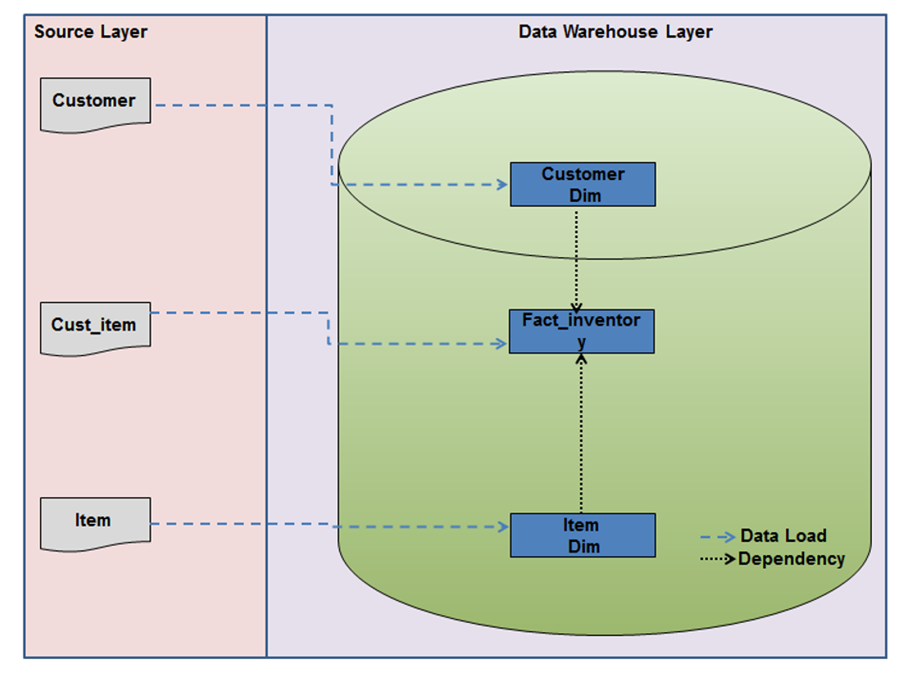 Source Layer
Data Warehouse Layer
Customer
Customer
Dim
Cust_item
Fact_inventor
y
Item
Item
Dim
Data Load
Dependency